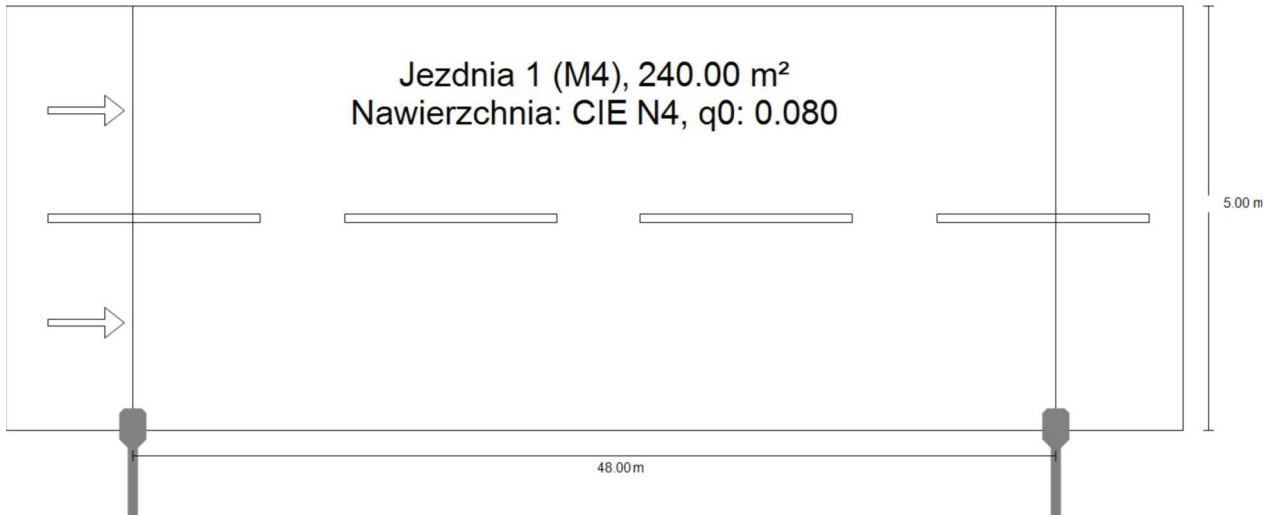 Jezdnia 1 (M4), 240.00 m²
Nawierzchnia: CIE N4, q0: 0.080
5.00 m
48.00 m